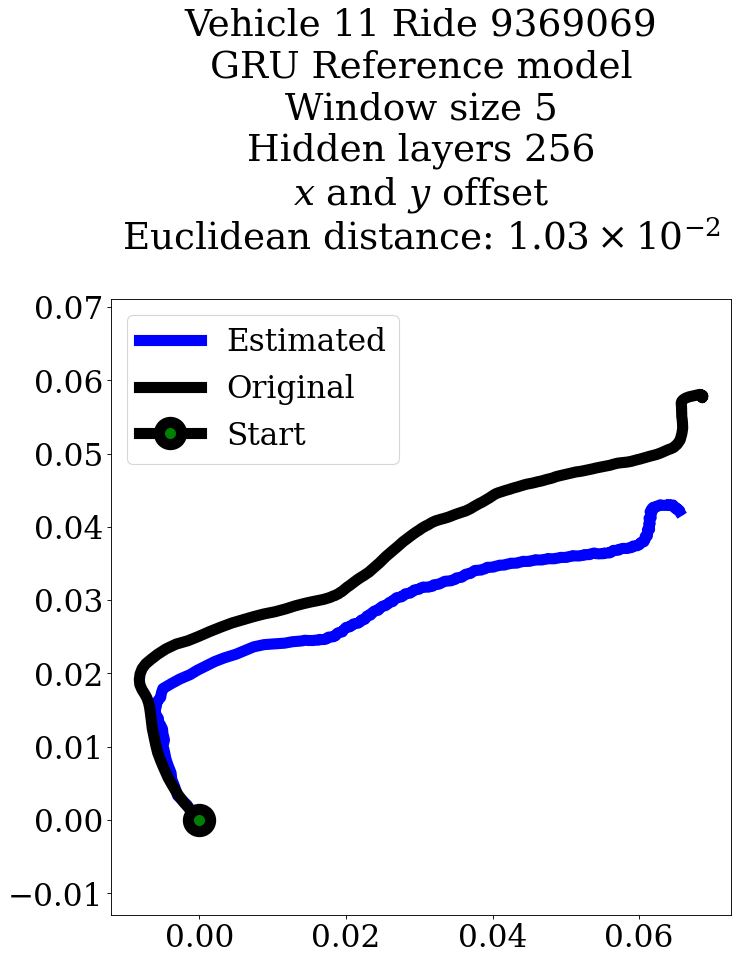 Vehicle 11 Ride 9369069
GRU Reference model
Window size 5
Hidden layers 256
x and y offset
Euclidean distance: 1.03 × 10⁻²
Estimated
Original
Start
0.07
0.06
0.05
0.04
0.03
0.02
0.01
0.00
−0.01
0.00 0.02 0.04 0.06